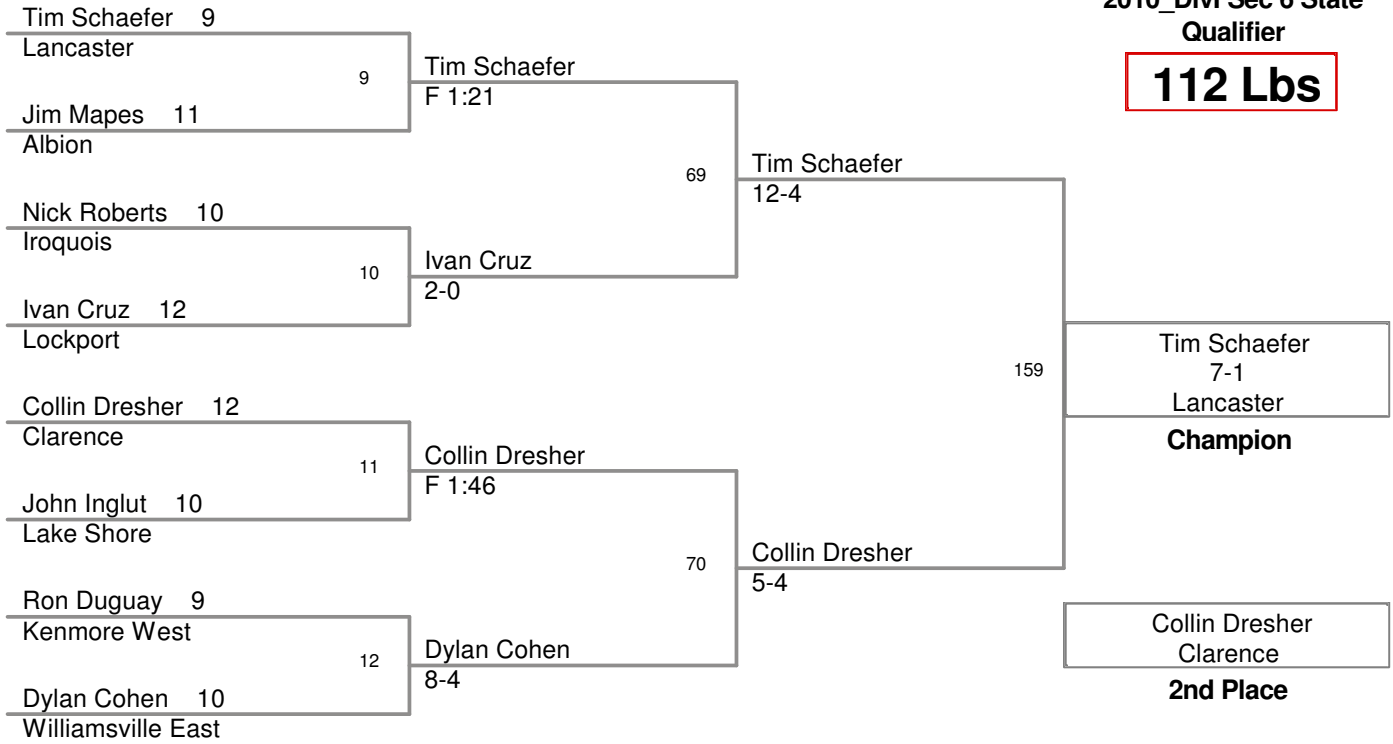 2010_DivI Sec 6 State
Qualifier
112 Lbs
Tim Schaefer 9
Lancaster
9
Jim Mapes 11
Albion
Tim Schaefer
F 1:21
Nick Roberts 10
Iroquois
10
Ivan Cruz 12
Lockport
Ivan Cruz
2-0
69
Tim Schaefer
12-4
Collin Dresher 12
Clarence
11
John Inglut 10
Lake Shore
Collin Dresher
F 1:46
Ron Duguay 9
Kenmore West
12
Dylan Cohen 10
Williamsville East
Dylan Cohen
8-4
70
Collin Dresher
5-4
159
Tim Schaefer
7-1
Lancaster
Champion
Collin Dresher
Clarence
2nd Place